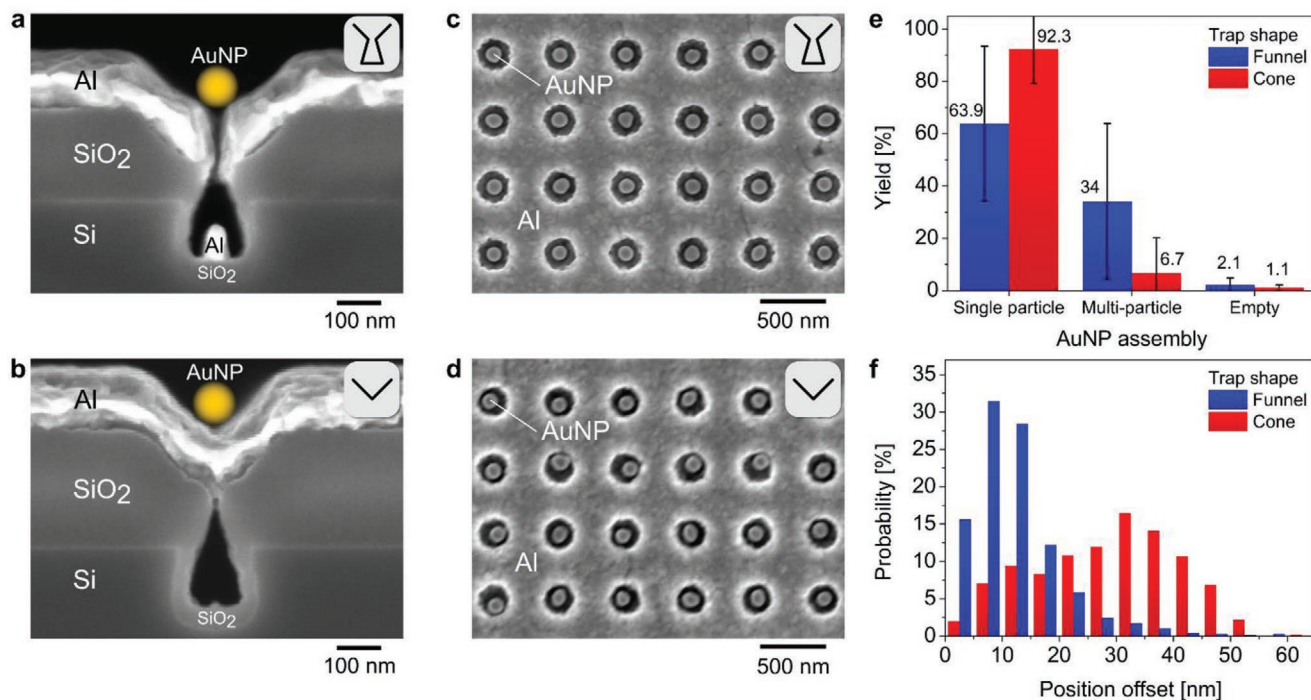 a
AuNP
Al
SiO2
Si
Al
SiO2
100 nm
b
AuNP
Al
SiO2
Si
SiO2
100 nm
c
AuNP
Al
500 nm
d
AuNP
Al
500 nm
e
100
80
60
40
20
0
Yield [%]
Trap shape
Funnel
Cone
63.9
92.3
34
6.7
2.1
1.1
Single particle
Multi-particle
Empty
AuNP assembly
f
35
30
25
20
15
10
5
0
Probability [%]
Trap shape
Funnel
Cone
0
10
20
30
40
50
60
Position offset [nm]